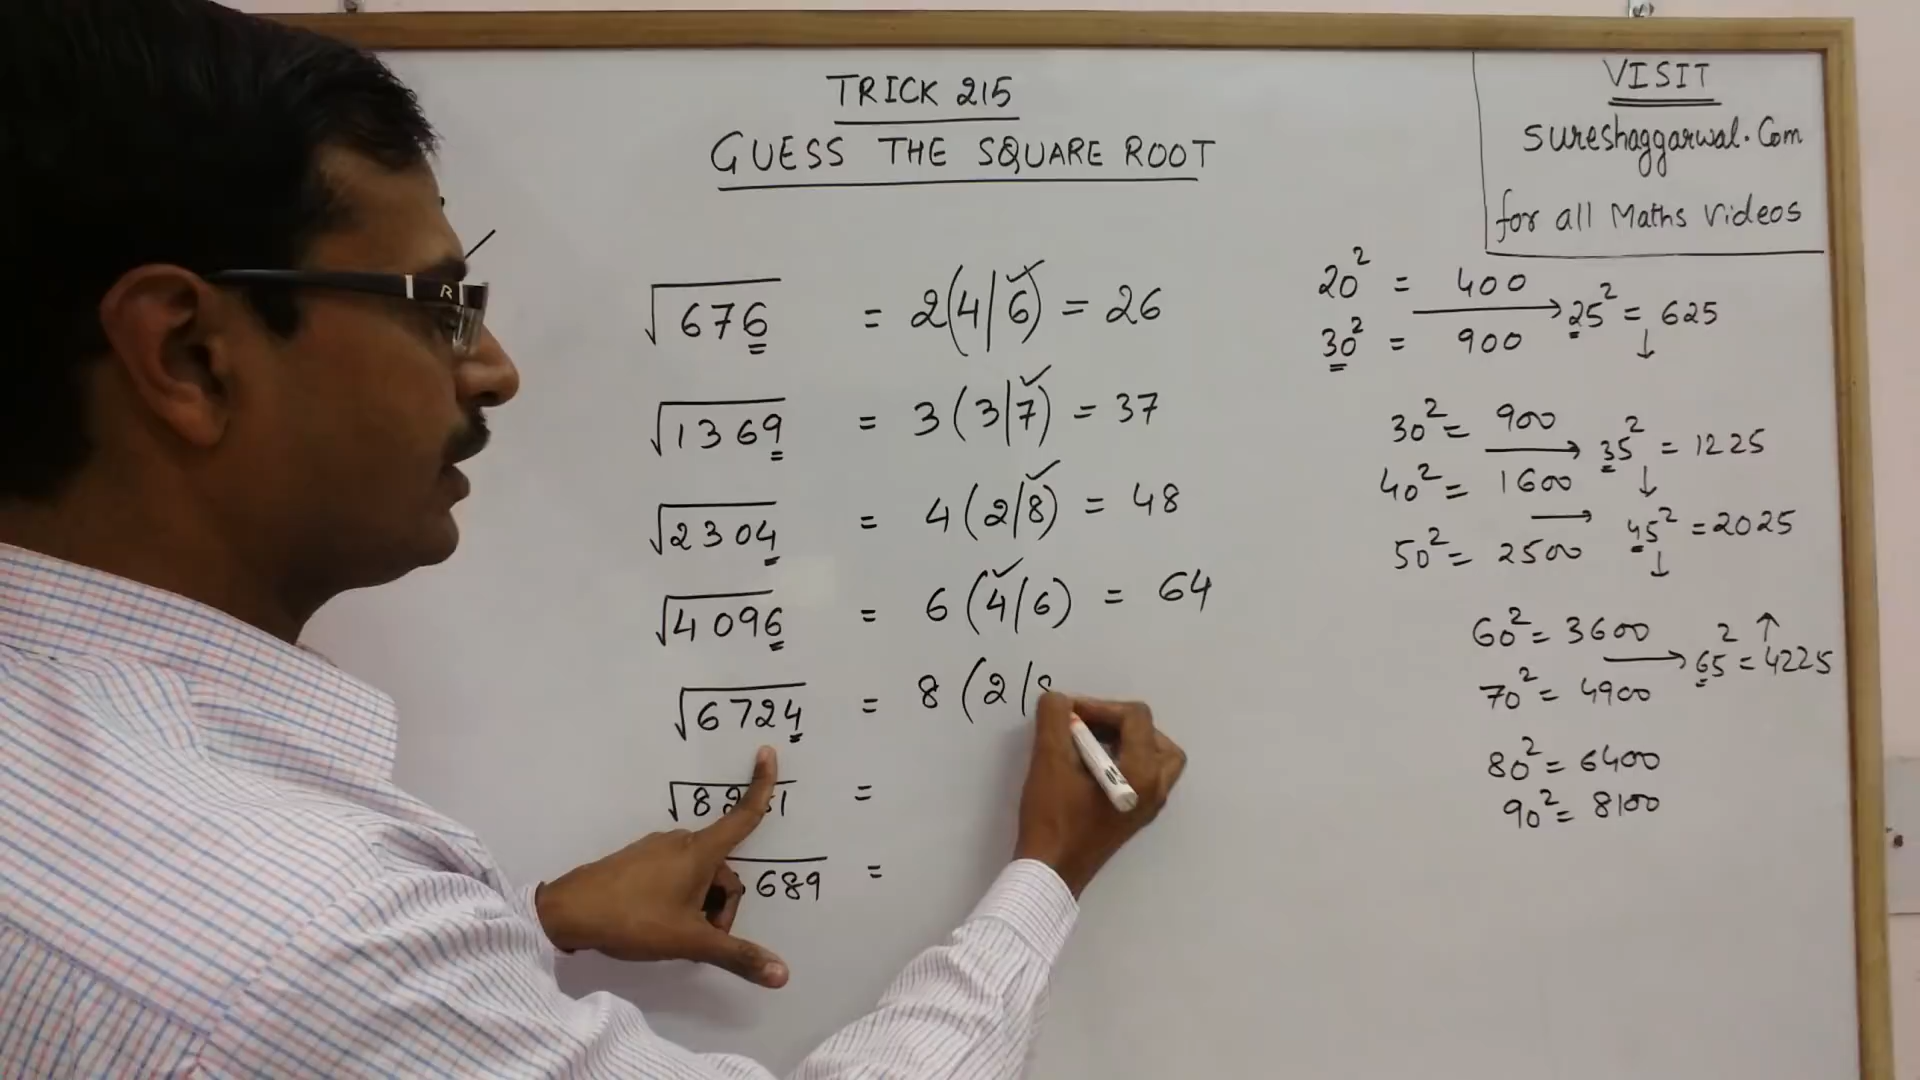 TRICK 215
GUESS THE SQUARE ROOT
VISIT
sureshaggarwal.Com
for all Maths videos
√676 = 2(4/6) = 26
√1369 = 3(3/7) = 37
√2304 = 4(2/8) = 48
√4096 = 6(4/6) = 64
√6724 = 8(2/8
√8281 =
689 =
20² = 400 → 25² = 625
30² = 900
30² = 900 → 35² = 1225
40² = 1600
→ 45² = 2025
50² = 2500
60² = 3600 → 65² = 4225
70² = 4900
80² = 6400
90² = 8100
R